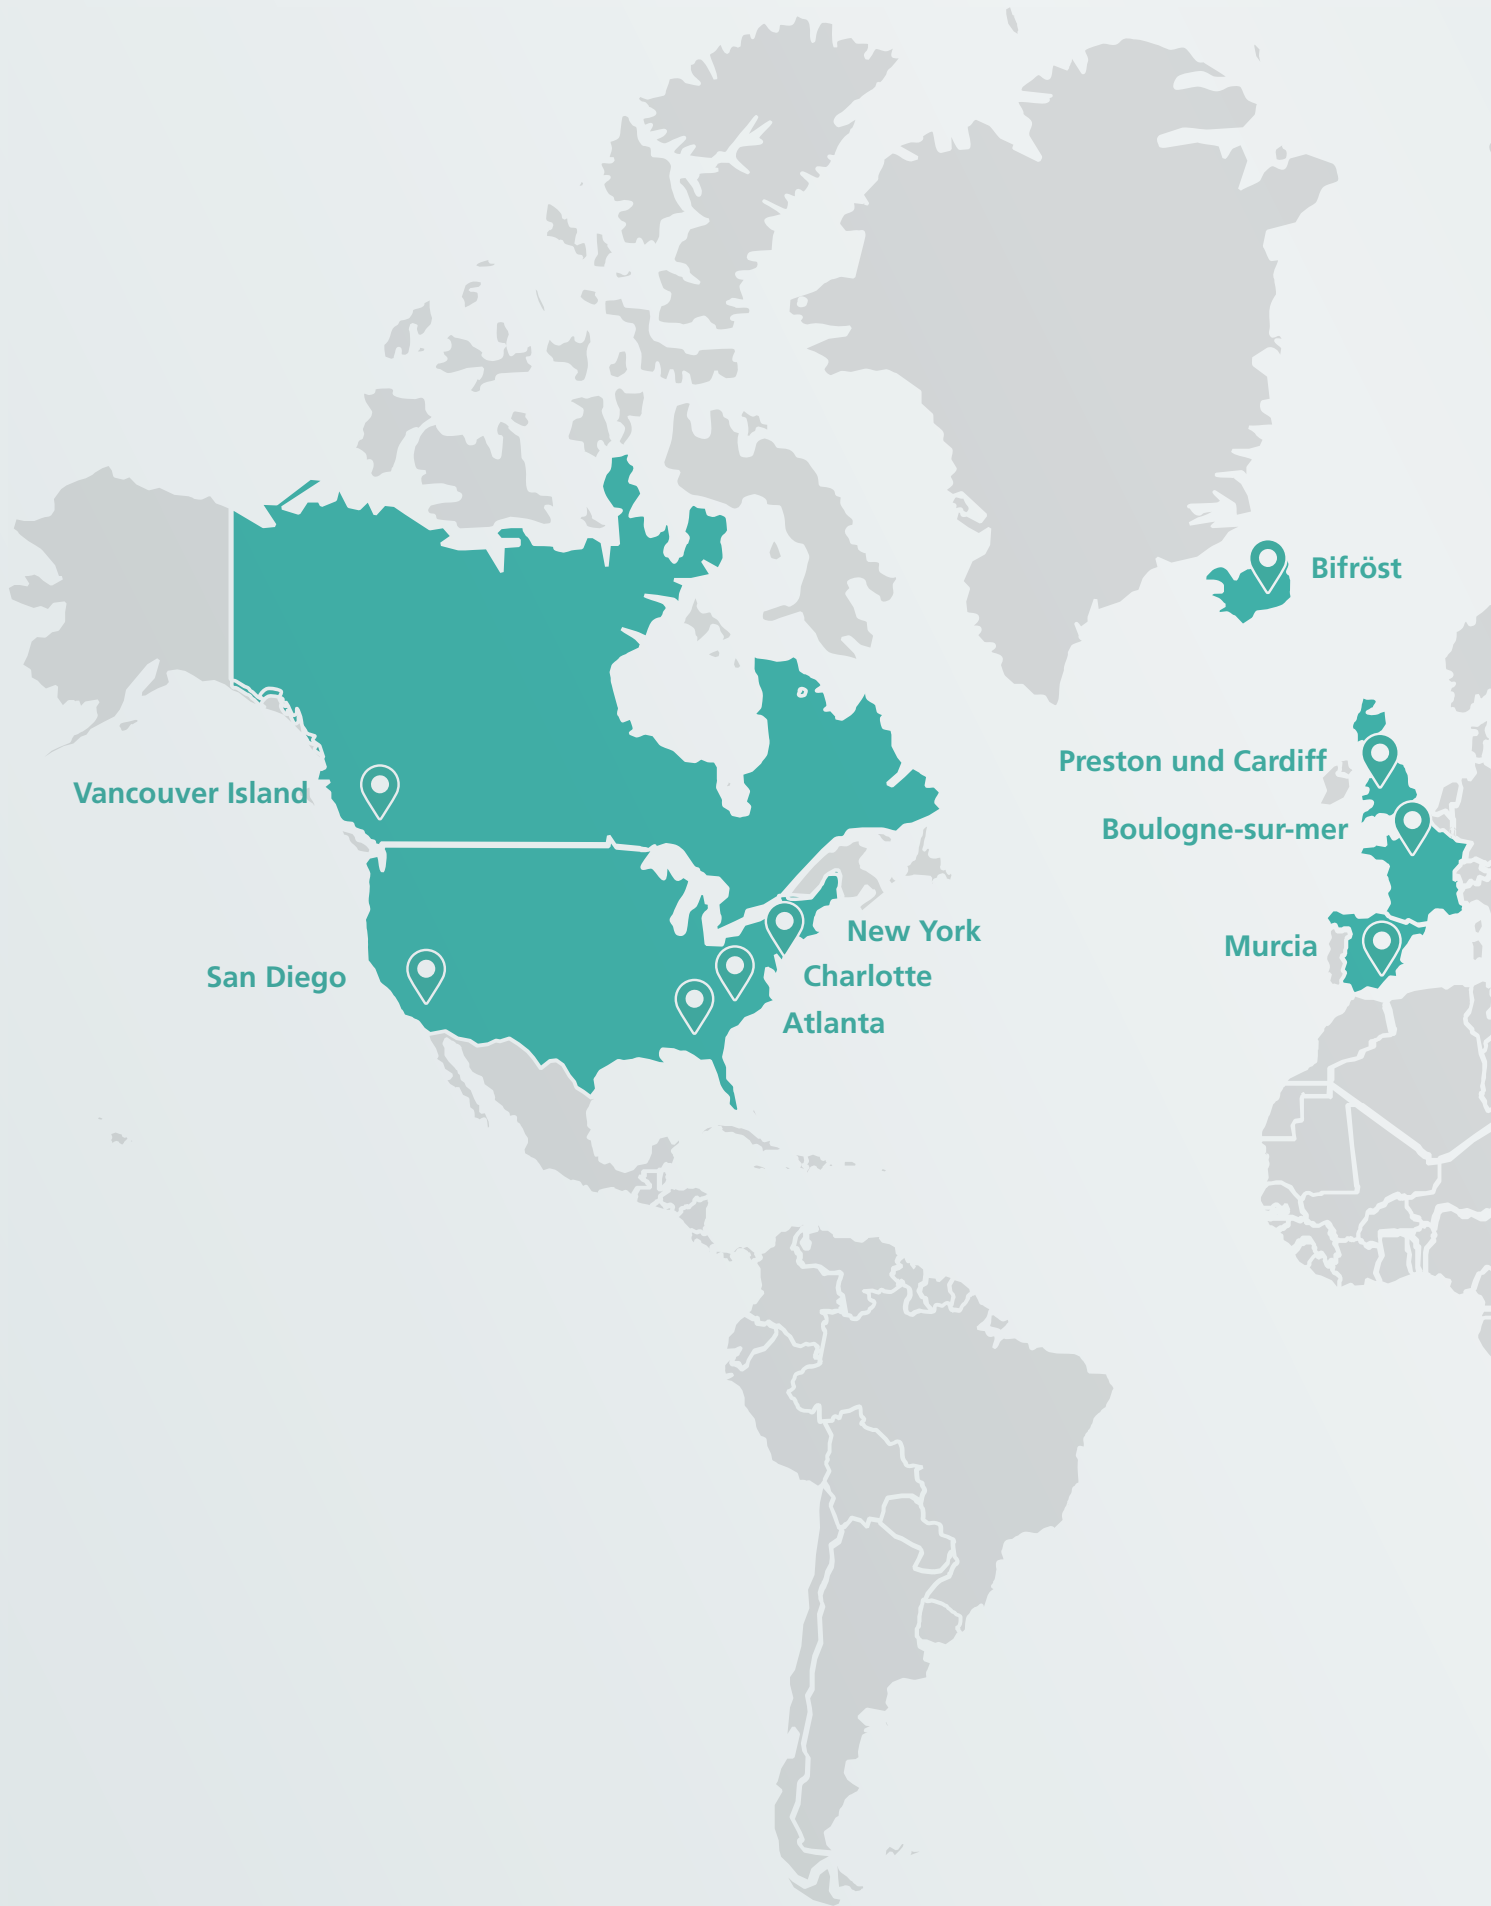 Bifröst
Preston und Cardiff
Vancouver Island
Boulogne-sur-mer
New York
Murcia
San Diego
Charlotte
Atlanta